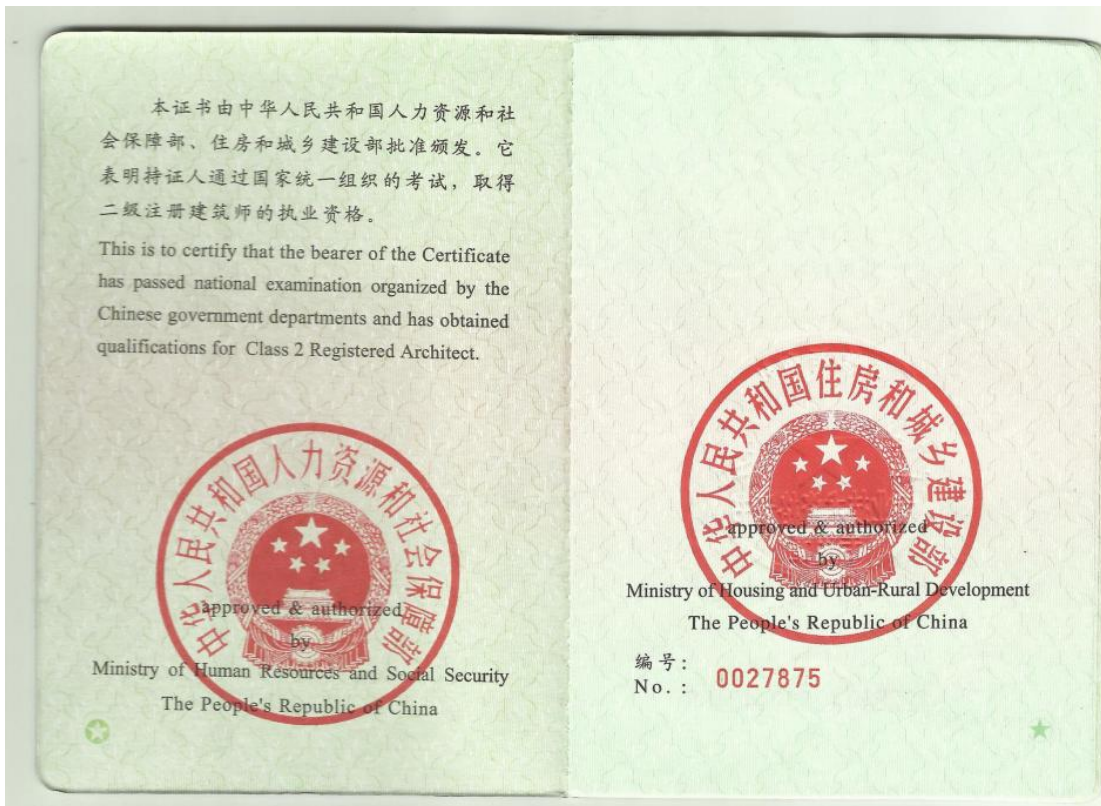 本证书由中华人民共和国人力资源和社
会保障部、住房和城乡建设部批准颁发。它
表明持证人通过国家统一组织的考试，取得
二级注册建筑师的执业资格。
This is to certify that the bearer of the Certificate
has passed national examination organized by the
Chinese government departments and has obtained
qualifications for Class 2 Registered Architect.
中华人民共和国人力资源和社会保障部
approved & authorized
by
Ministry of Human Resources and Social Security
The People's Republic of China
中华人民共和国住房和城乡建设部
approved & authorized
by
Ministry of Housing and Urban-Rural Development
The People's Republic of China
编号:
No.: 0027875